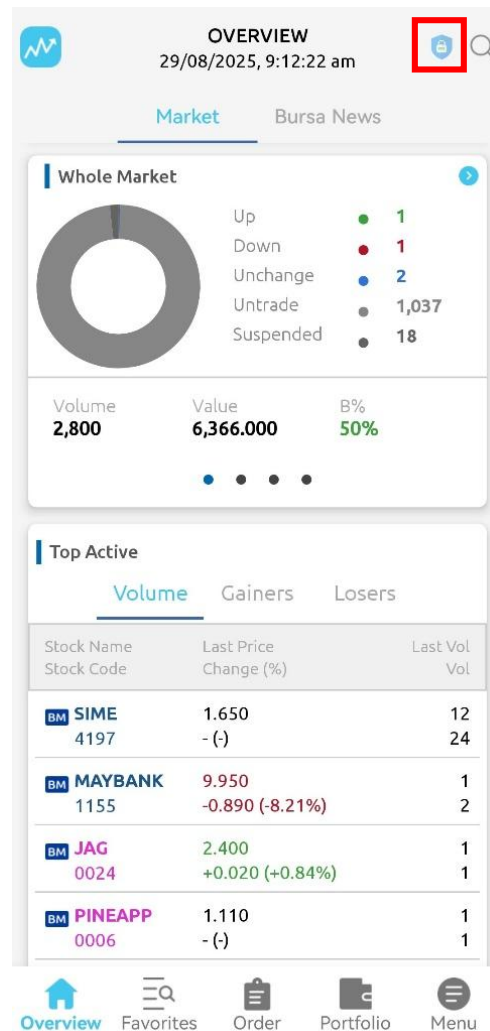 OVERVIEW
29/08/2025, 9:12:22 am
Market Bursa News
Whole Market
Up 1
Down 1
Unchange 2
Untrade 1,037
Suspended 18
Volume Value B%
2,800 6,366.000 50%
Top Active
Volume Gainers Losers
Stock Name Last Price Last Vol
Stock Code Change (%) Vol
BM SIME 1.650 12
4197 - (-) 24
BM MAYBANK 9.950 1
1155 -0.890 (-8.21%) 2
BM JAG 2.400 1
0024 +0.020 (+0.84%) 1
BM PINEAPP 1.110 1
0006 - (-) 1
Overview Favorites Order Portfolio Menu